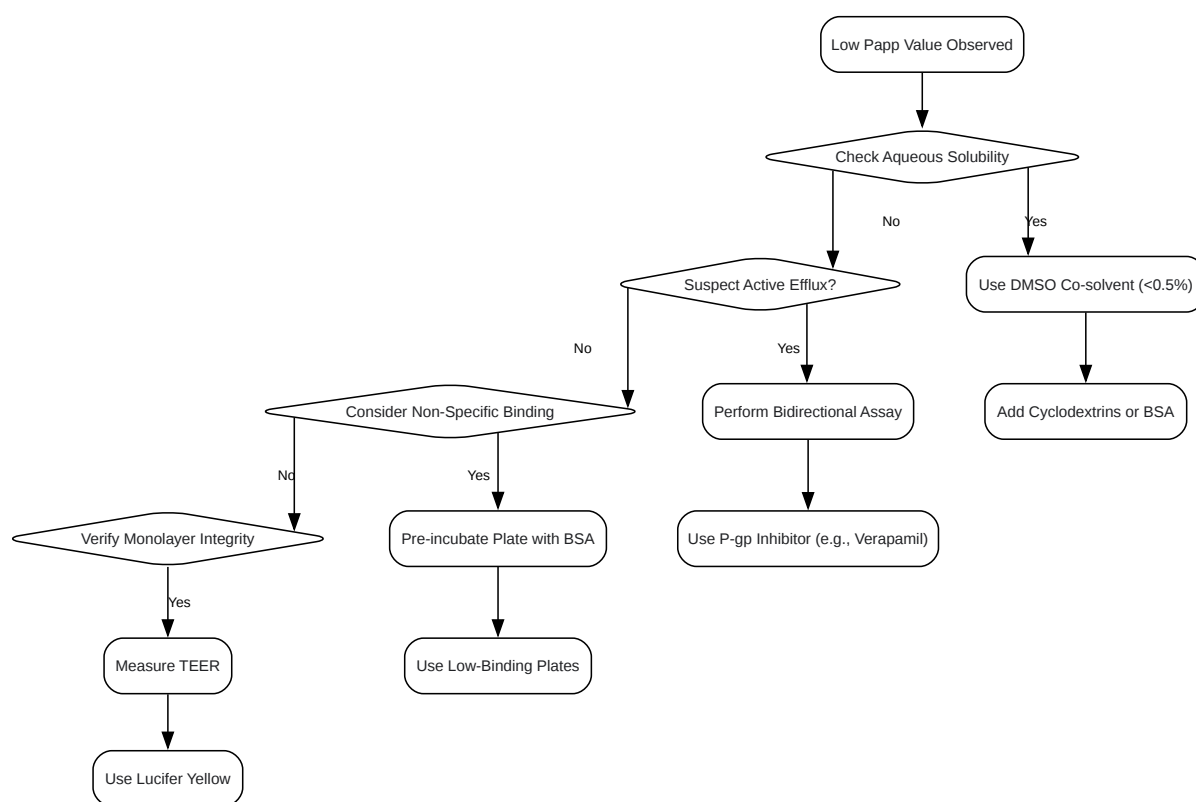 Low Papp Value Observed
Check Aqueous Solubility
No
Yes
Suspect Active Efflux?
Use DMSO Co-solvent (<0.5%)
No
Yes
Consider Non-Specific Binding
Perform Bidirectional Assay
Add Cyclodextrins or BSA
No
Yes
Verify Monolayer Integrity
Pre-incubate Plate with BSA
Use P-gp Inhibitor (e.g., Verapamil)
Yes
Measure TEER
Use Low-Binding Plates
Use Lucifer Yellow